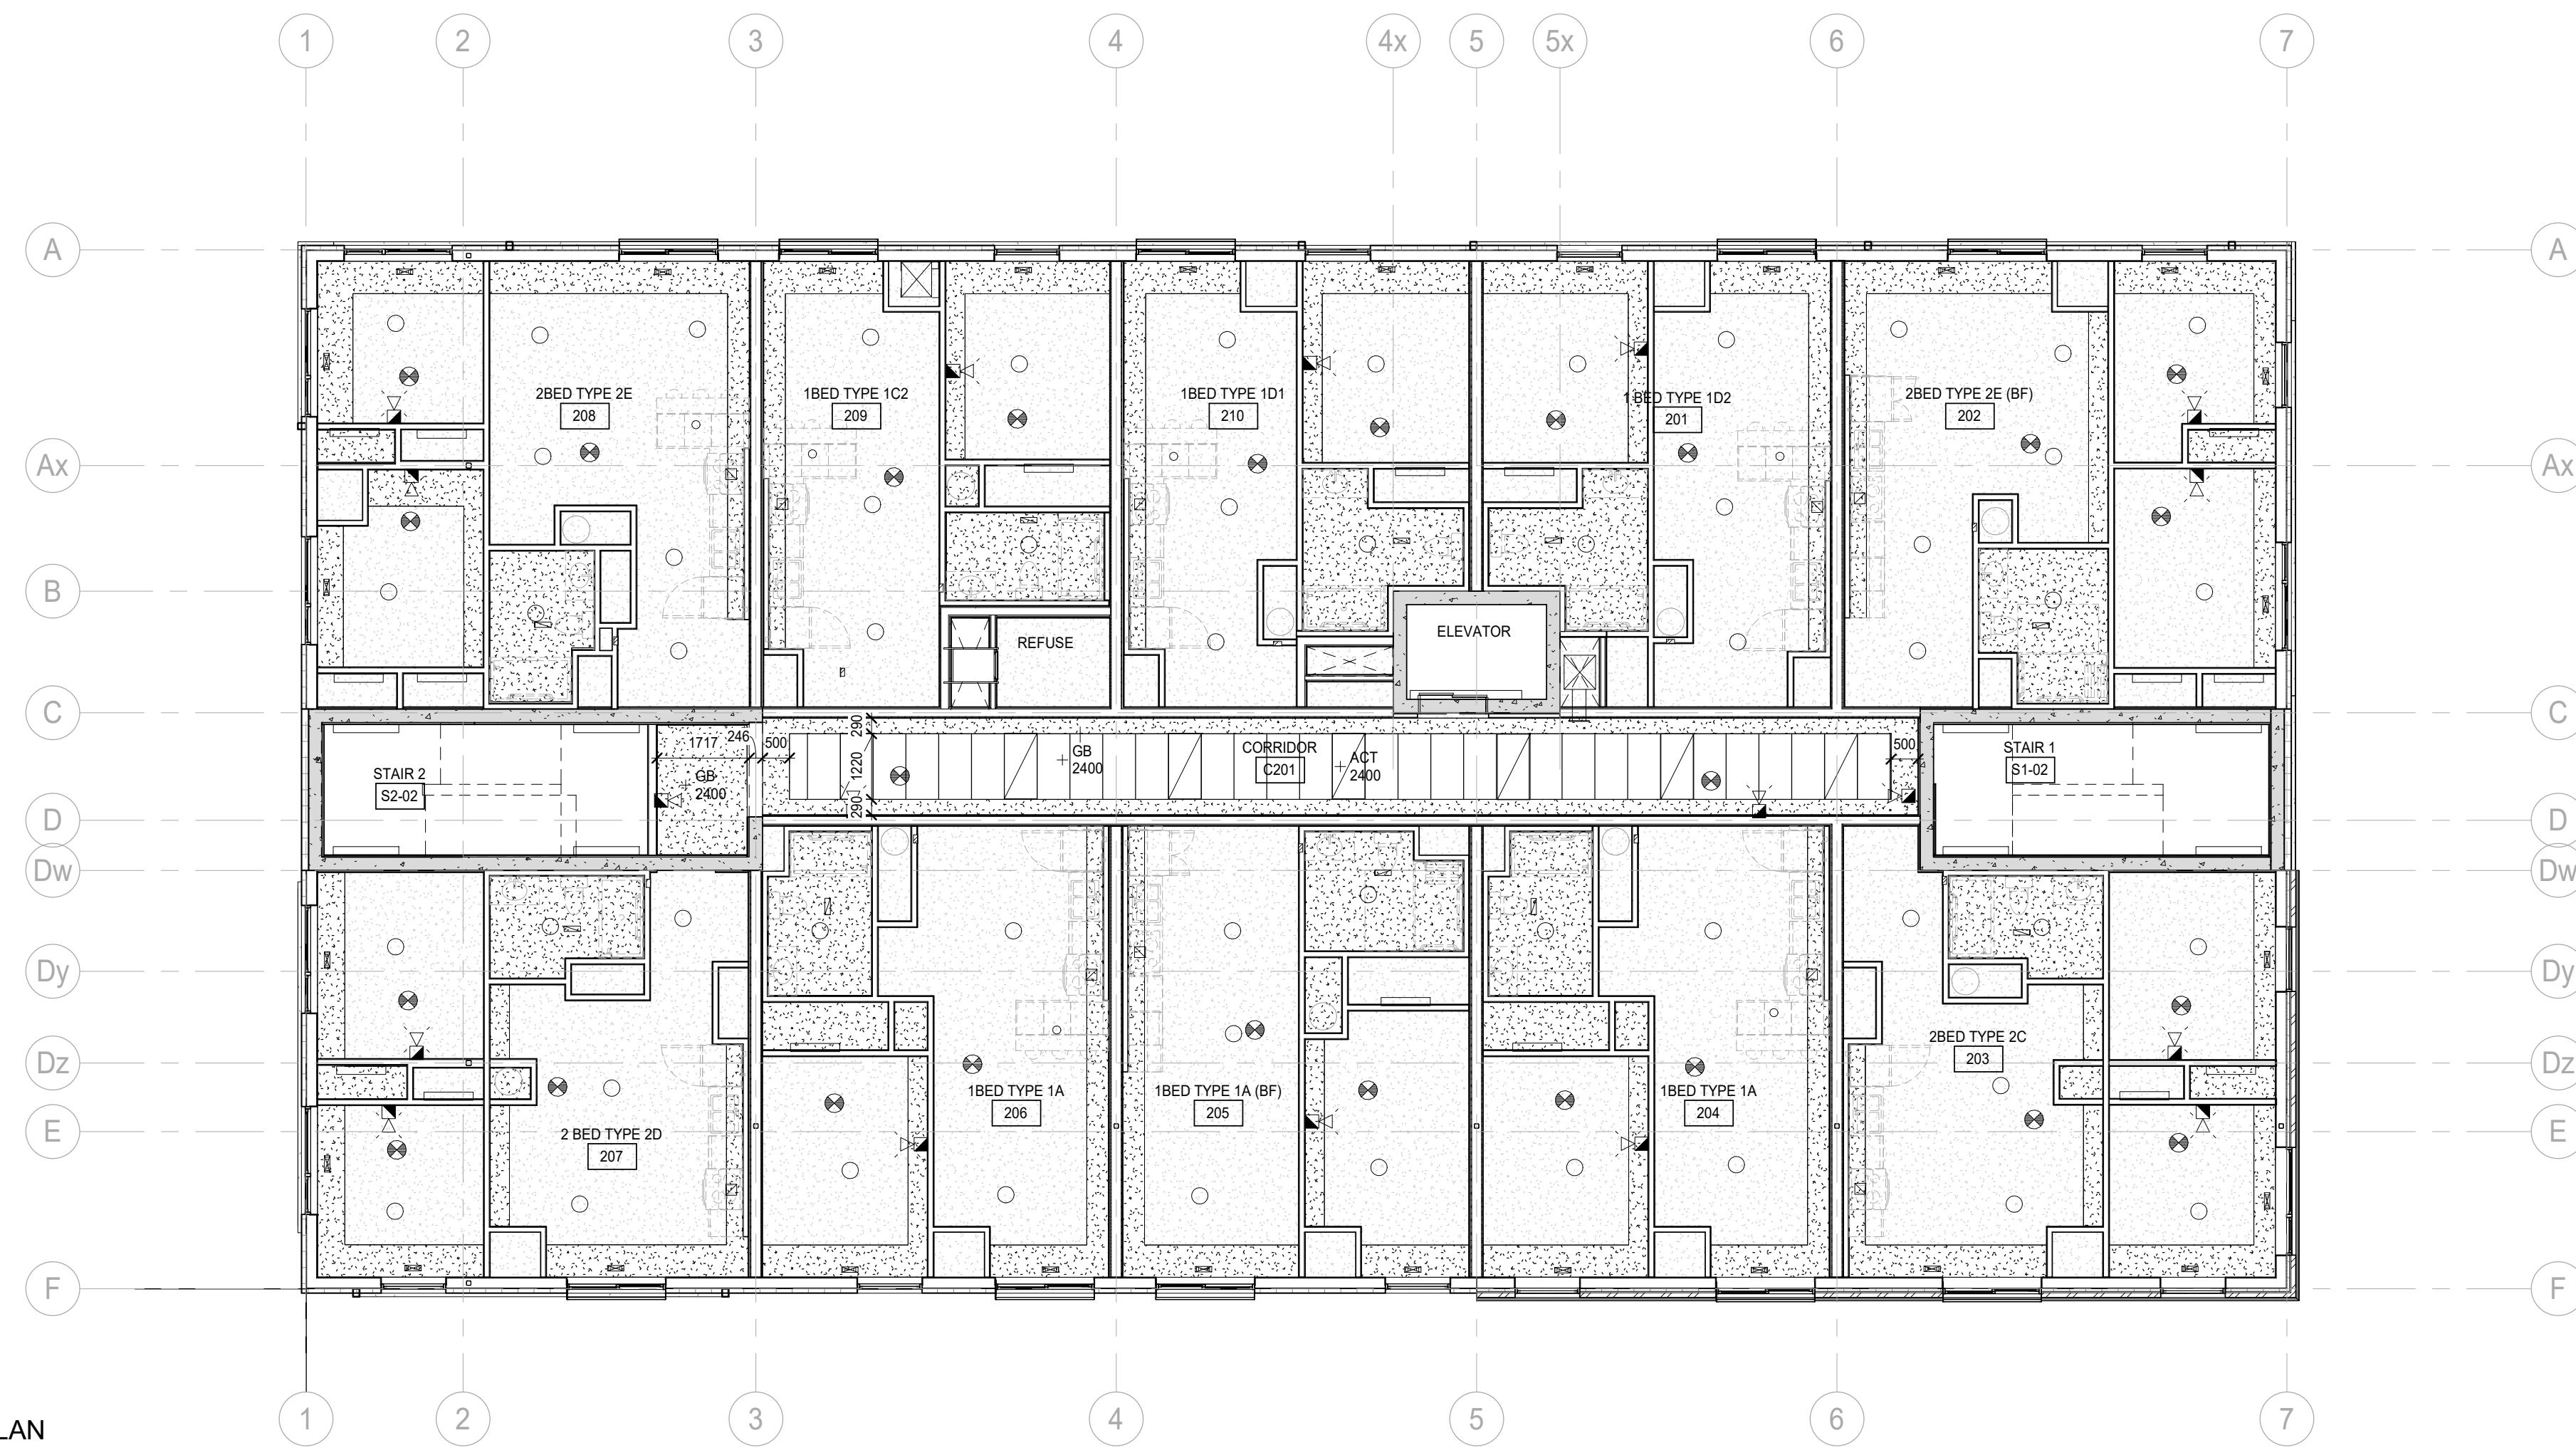 1 2 3 4 4x 5 5x 6 7
A A
2BED TYPE 2E
208
1BED TYPE 1C2
209
1BED TYPE 1D1
210
1 BED TYPE 1D2
201
2BED TYPE 2E (BF)
202
Ax Ax
B B
REFUSE
ELEVATOR
C C
1717
246
500
290
1220
290
GB
2400
GB
2400
CORRIDOR
C201
ACT
2400
500
STAIR 2
S2-02
STAIR 1
S1-02
D D
Dw Dw
Dy Dy
Dz Dz
2BED TYPE 2C
203
1BED TYPE 1A
206
1BED TYPE 1A (BF)
205
1BED TYPE 1A
204
2 BED TYPE 2D
207
E E
F F
1 2 3 4 5 6 7
LAN